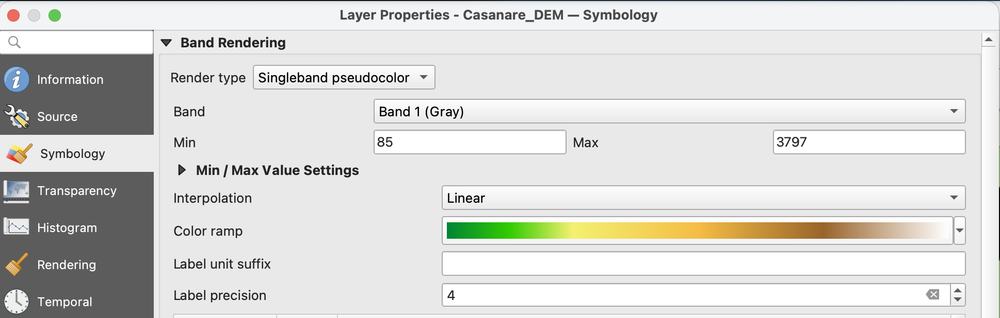 Layer Properties - Casanare_DEM — Symbology
Information
Source
Symbology
Transparency
Histogram
Rendering
Temporal
Band Rendering
Render type Singleband pseudocolor
Band Band 1 (Gray)
Min 85 Max 3797
Min / Max Value Settings
Interpolation Linear
Color ramp
Label unit suffix
Label precision 4